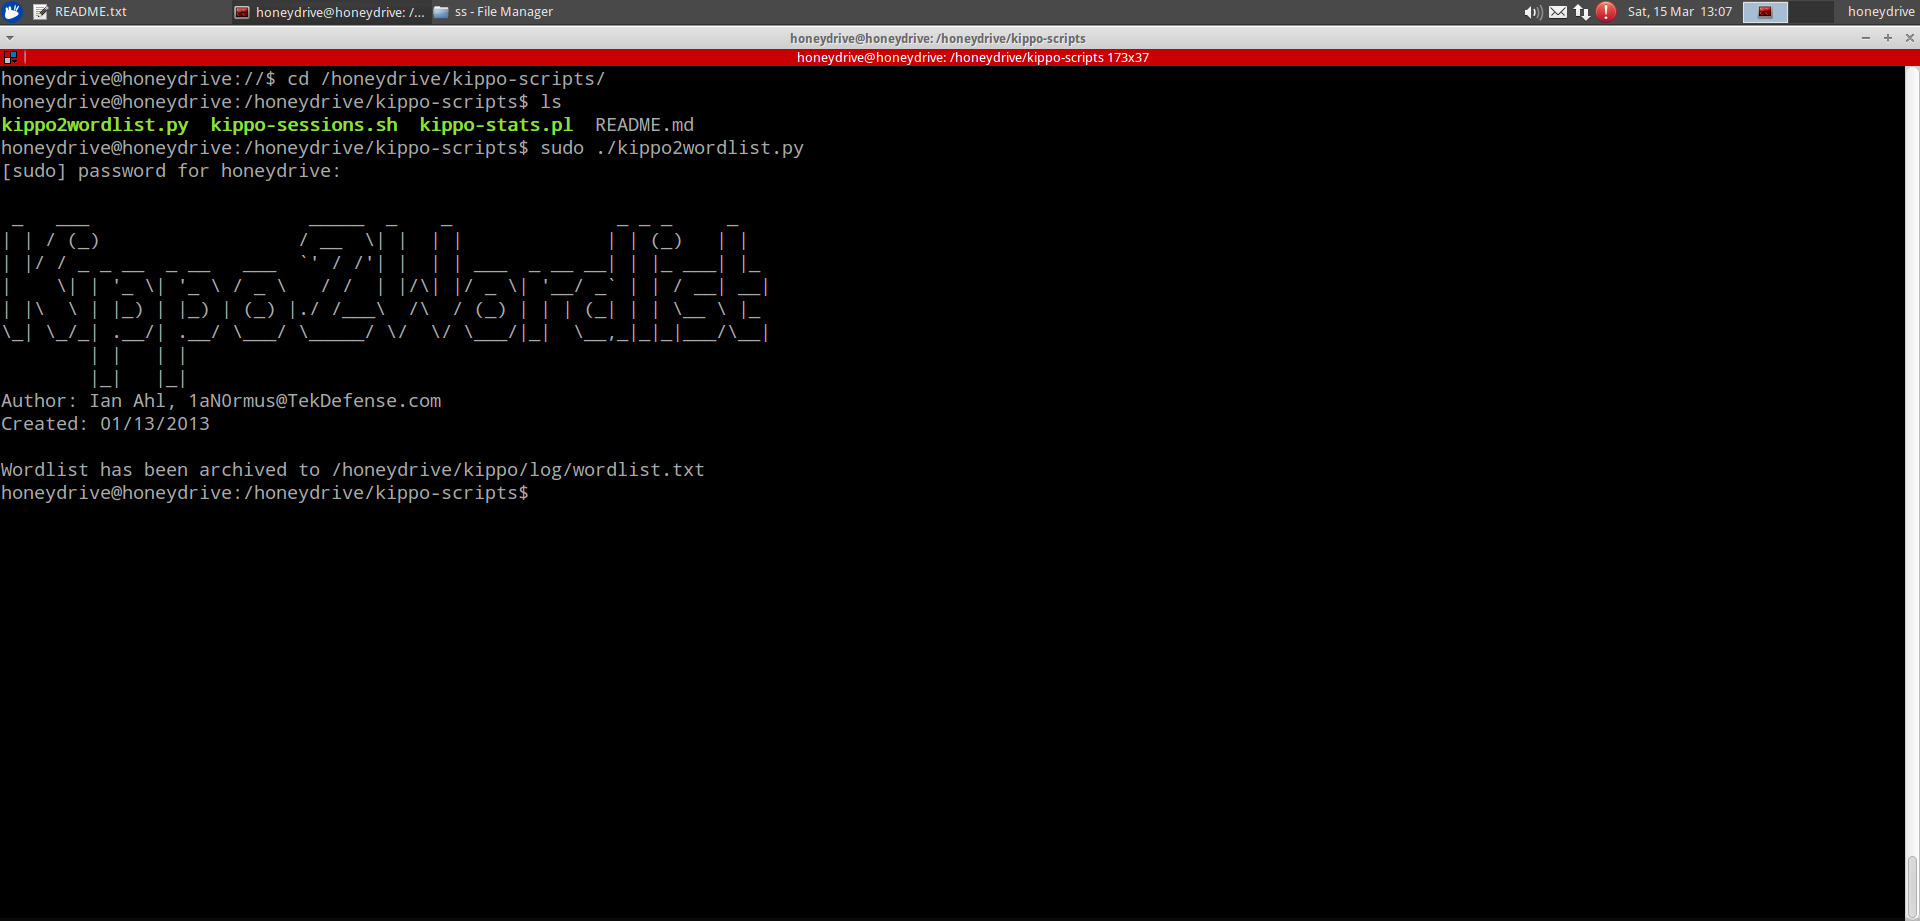 README.txt
honeydrive@honeydrive: /...
ss - File Manager
Sat, 15 Mar 13:07
honeydrive
honeydrive@honeydrive: /honeydrive/kippo-scripts
honeydrive@honeydrive: /honeydrive/kippo-scripts 173x37
honeydrive@honeydrive://$ cd /honeydrive/kippo-scripts/
honeydrive@honeydrive:/honeydrive/kippo-scripts$ ls
kippo2wordlist.py  kippo-sessions.sh  kippo-stats.pl  README.md
honeydrive@honeydrive:/honeydrive/kippo-scripts$ sudo ./kippo2wordlist.py
[sudo] password for honeydrive:
Kippo2Wordlist
Author: Ian Ahl, 1aN0rmus@TekDefense.com
Created: 01/13/2013
Wordlist has been archived to /honeydrive/kippo/log/wordlist.txt
honeydrive@honeydrive:/honeydrive/kippo-scripts$